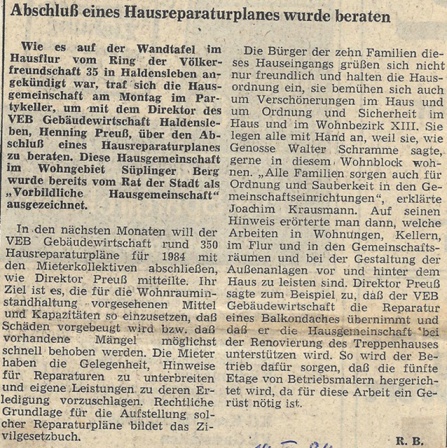 Abschluß eines Hausreparaturplanes wurde beraten
Wie es auf der Wandtafel im
Hausflur vom Ring der Völker-
freundschaft 35 in Haldensleben an-
gekündigt war, traf sich die Haus-
gemeinschaft am Montag im Par-
tykeller, um mit dem Direktor des
VEB Gebäudewirtschaft Haldensle-
ben, Henning Preuß, über den Ab-
schluß eines Hausreparaturplanes
zu beraten. Diese Hausgemeinschaft
im Wohngebiet Süplinger Berg
wurde bereits vom Rat der Stadt als
„Vorbildliche Hausgemeinschaft"
ausgezeichnet.
In den nächsten Monaten will der
VEB Gebäudewirtschaft rund 350
Hausreparaturpläne für 1984 mit
den Mieterkollektiven abschließen,
wie Direktor Preuß mitteilte. Ihr
Ziel ist es, die für die Wohnraumin-
standhaltung vorgesehenen Mittel
und Kapazitäten so einzusetzen, daß
Schäden vorgebeugt wird bzw. daß
vorhandene Mängel möglichst
schnell behoben werden. Die Mieter
haben die Gelegenheit, Hinweise
für Reparaturen zu unterbreiten
und eigene Leistungen zu deren Er-
ledigung vorzuschlagen. Rechtliche
Grundlage für die Aufstellung sol-
cher Reparaturpläne bildet das Zi-
vilgesetzbuch.
Die Bürger der zehn Familien die-
ses Hauseingangs grüßen sich nicht
nur freundlich und halten die Haus-
ordnung ein, sie bemühen sich auch
um Verschönerungen im Haus und
um Ordnung und Sicherheit im
Haus und im Wohnbezirk XIII. Sie
legen alle mit Hand an, weil sie, wie
Genosse Walter Schramme sagte,
gerne in diesem Wohnblock woh-
nen. „Alle Familien sorgen auch für
Ordnung und Sauberkeit in den Ge-
meinschaftseinrichtungen", erklärte
Joachim Krausmann. Auf seinen
Hinweis erörterte man dann, welche
Arbeiten in Wohnungen, Kellern,
im Flur und in den Gemeinschafts-
räumen und bei der Gestaltung der
Außenanlagen vor und hinter dem
Haus zu leisten sind. Direktor Preuß
sagte zum Beispiel zu, daß der VEB
Gebäudewirtschaft die Reparatur
eines Balkondaches übernimmt und
daß er die Hausgemeinschaft bei
der Renovierung des Treppenhauses
unterstützen wird. So wird der Be-
trieb dafür sorgen, daß die fünfte
Etage von Betriebsmalern hergerich-
tet wird, da für diese Arbeit ein Ge-
rüst nötig ist.
R. B.